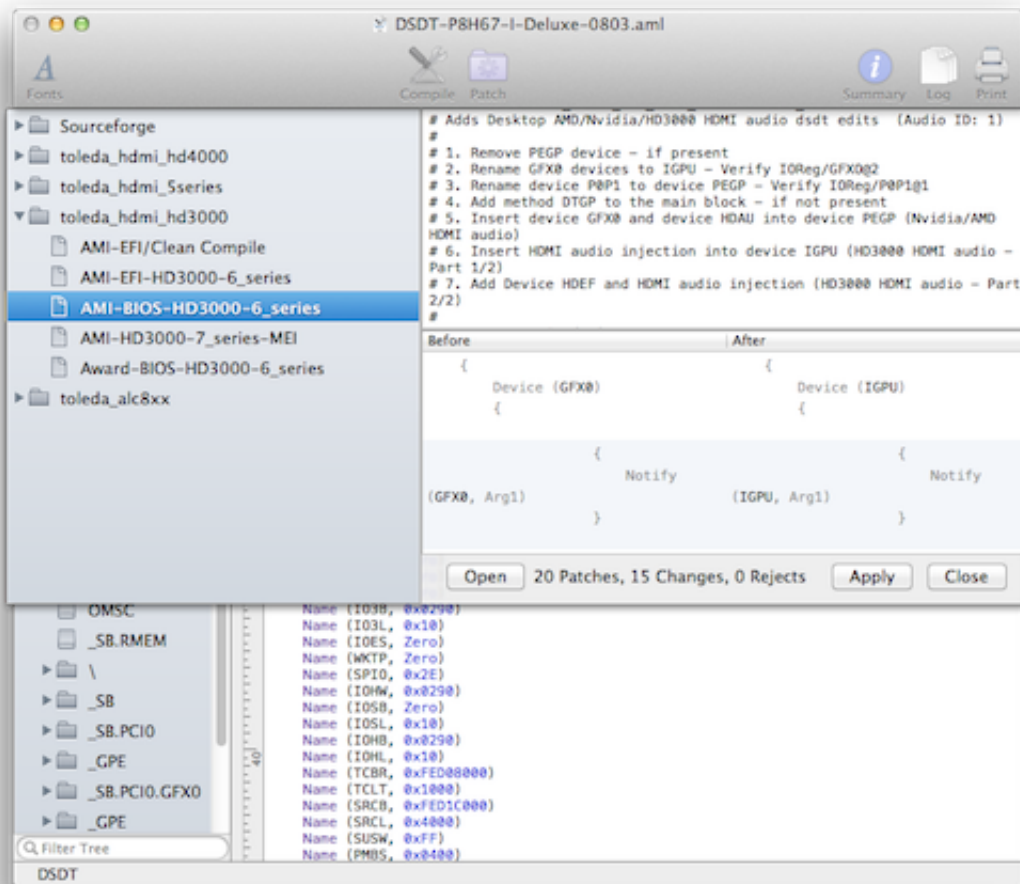 DSDT-P8H67-I-Deluxe-0803.aml
A
Fonts
Compile
Patch
i
Summary
Log
Print
Sourceforge
toleda_hdmi_hd4000
toleda_hdmi_5series
toleda_hdmi_hd3000
AMI-EFI/Clean Compile
AMI-EFI-HD3000-6_series
AMI-BIOS-HD3000-6_series
AMI-HD3000-7_series-MEI
Award-BIOS-HD3000-6_series
toleda_alc8xx
# Adds Desktop AMD/Nvidia/HD3000 HDMI audio dsdt edits (Audio ID: 1)
#
# 1. Remove PEGP device – if present
# 2. Rename GFX0 devices to IGPU – Verify IOReg/GFX0@2
# 3. Rename device P0P1 to device PEGP – Verify IOReg/P0P1@1
# 4. Add method DTGP to the main block – if not present
# 5. Insert device GFX0 and device HDAU into device PEGP (Nvidia/AMD
HDMI audio)
# 6. Insert HDMI audio injection into device IGPU (HD3000 HDMI audio –
Part 1/2)
# 7. Add Device HDEF and HDMI audio injection (HD3000 HDMI audio – Part
2/2)
#
Before
After
{
Device (GFX0)
{
{
Device (IGPU)
{
{
Notify
(GFX0, Arg1)
}
{
Notify
(IGPU, Arg1)
}
Open
20 Patches, 15 Changes, 0 Rejects
Apply
Close
OMSC
_SB.RMEM
\
_SB
_SB.PCI0
_GPE
_SB.PCI0.GFX0
_GPE
Filter Tree
40
Name (IO3B, 0x0290)
Name (IO3L, 0x10)
Name (IOES, Zero)
Name (WKTP, Zero)
Name (SPIO, 0x2E)
Name (IOHW, 0x0290)
Name (IOSB, Zero)
Name (IOSL, 0x10)
Name (IOHB, 0x0290)
Name (IOHL, 0x10)
Name (TCBR, 0xFED08000)
Name (TCLT, 0x1000)
Name (SRCB, 0xFED1C000)
Name (SRCL, 0x4000)
Name (SUSW, 0xFF)
Name (PMBS, 0x0400)
DSDT